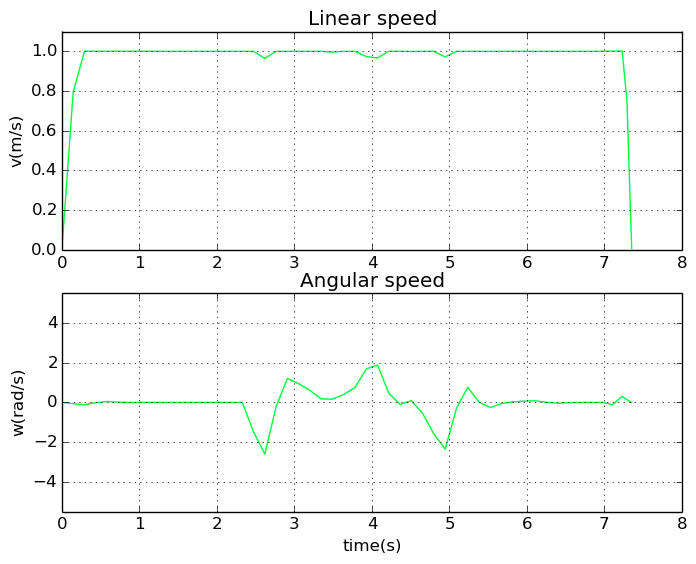 Linear speed
1.0
0.8
0.6
0.4
0.2
0.0
v(m/s)
0 1 2 3 4 5 6 7 8
Angular speed
4
2
0
−2
−4
w(rad/s)
0 1 2 3 4 5 6 7 8
time(s)